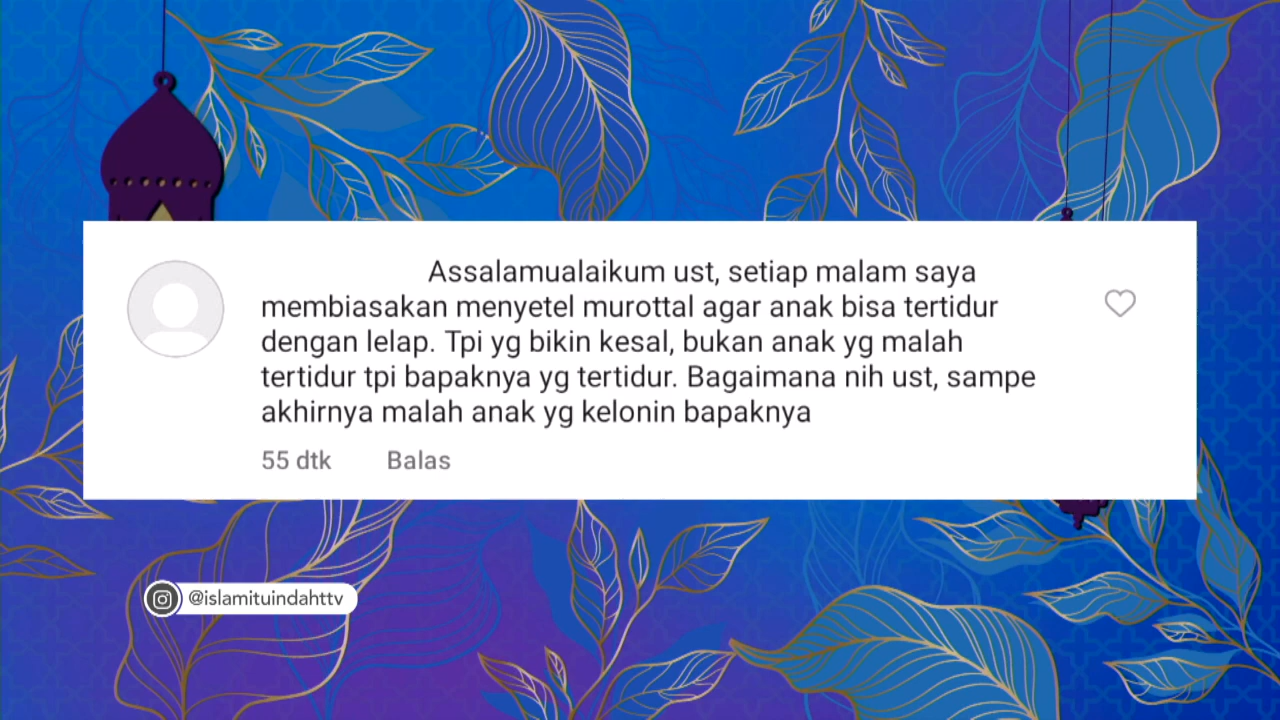 Assalamualaikum ust, setiap malam saya
membiasakan menyetel murottal agar anak bisa tertidur
dengan lelap. Tpi yg bikin kesal, bukan anak yg malah
tertidur tpi bapaknya yg tertidur. Bagaimana nih ust, sampe
akhirnya malah anak yg kelonin bapaknya
55 dtk Balas
@islamituindahttv